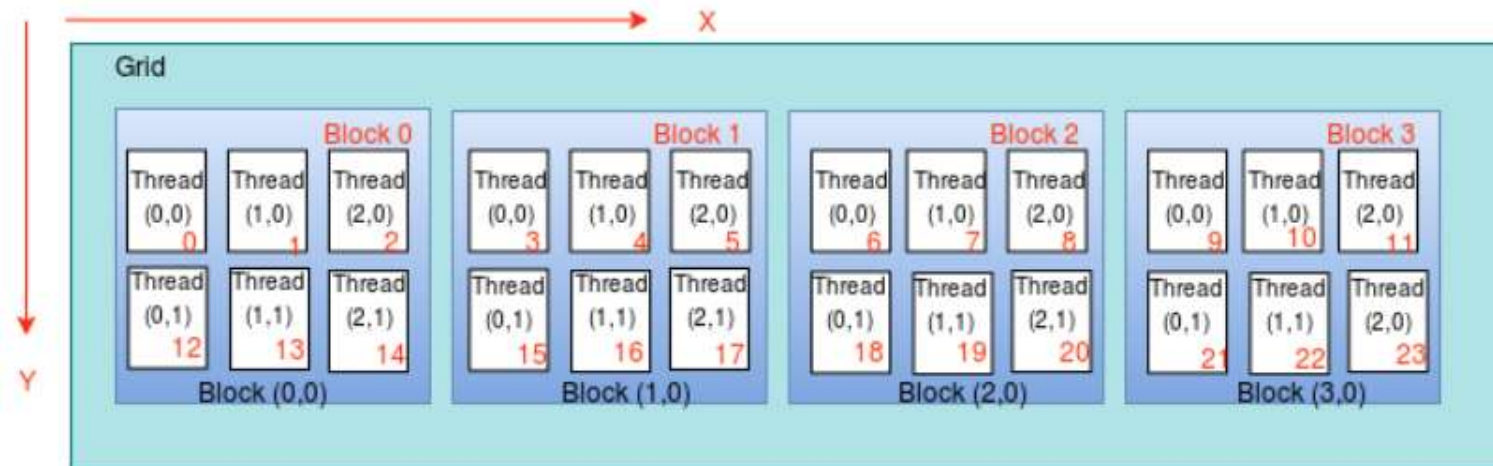 X
Grid
Block 0 Block 1 Block 2 Block 3
Thread Thread Thread Thread Thread Thread Thread Thread Thread Thread Thread Thread
(0,0) (1,0) (2,0) (0,0) (1,0) (2,0) (0,0) (1,0) (2,0) (0,0) (1,0) (2,0)
0 1 2 3 4 5 6 7 8 9 10 11
Thread Thread Thread Thread Thread Thread Thread Thread Thread Thread Thread Thread
(0,1) (1,1) (2,1) (0,1) (1,1) (2,1) (0,1) (1,1) (2,1) (0,1) (1,1) (2,0)
12 13 14 15 16 17 18 19 20 21 22 23
Y
Block (0,0) Block (1,0) Block (2,0) Block (3,0)